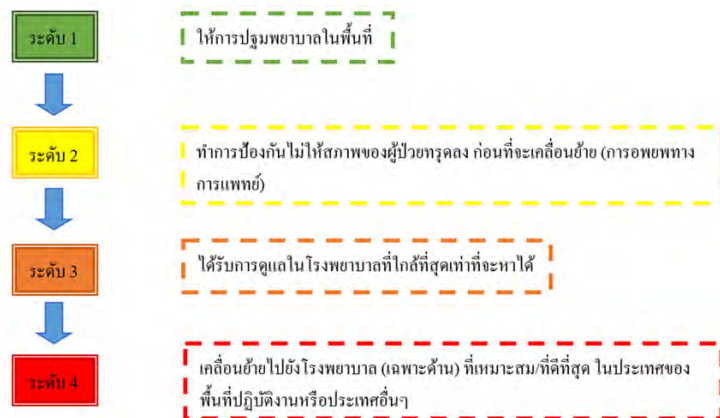 ระดับ 1
ให้การปฐมพยาบาลในพื้นที่
ระดับ 2
ทำการป้องกันไม่ให้สภาพของผู้ป่วยทรุดลง ก่อนที่จะเคลื่อนย้าย (การอพยพทาง
การแพทย์)
ระดับ 3
ได้รับการดูแลในโรงพยาบาลที่ใกล้ที่สุดเท่าที่จะหาได้
ระดับ 4
เคลื่อนย้ายไปยังโรงพยาบาล (เฉพาะด้าน) ที่เหมาะสม/ที่ดีที่สุด ในประเทศของ
พื้นที่ปฏิบัติงานหรือประเทศอื่นๆ